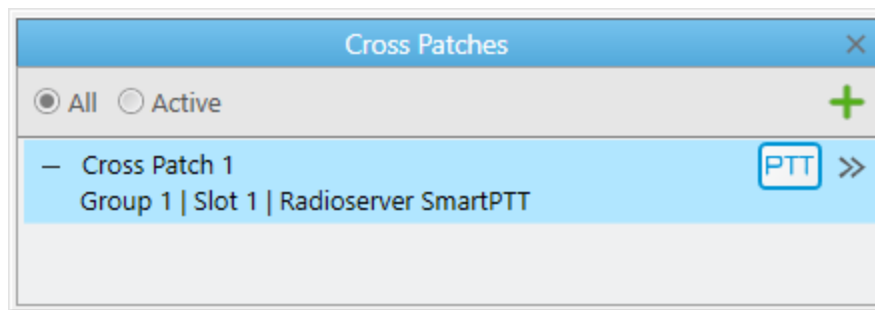 Cross Patches
All Active
Cross Patch 1 PTT
Group 1 | Slot 1 | Radioserver SmartPTT